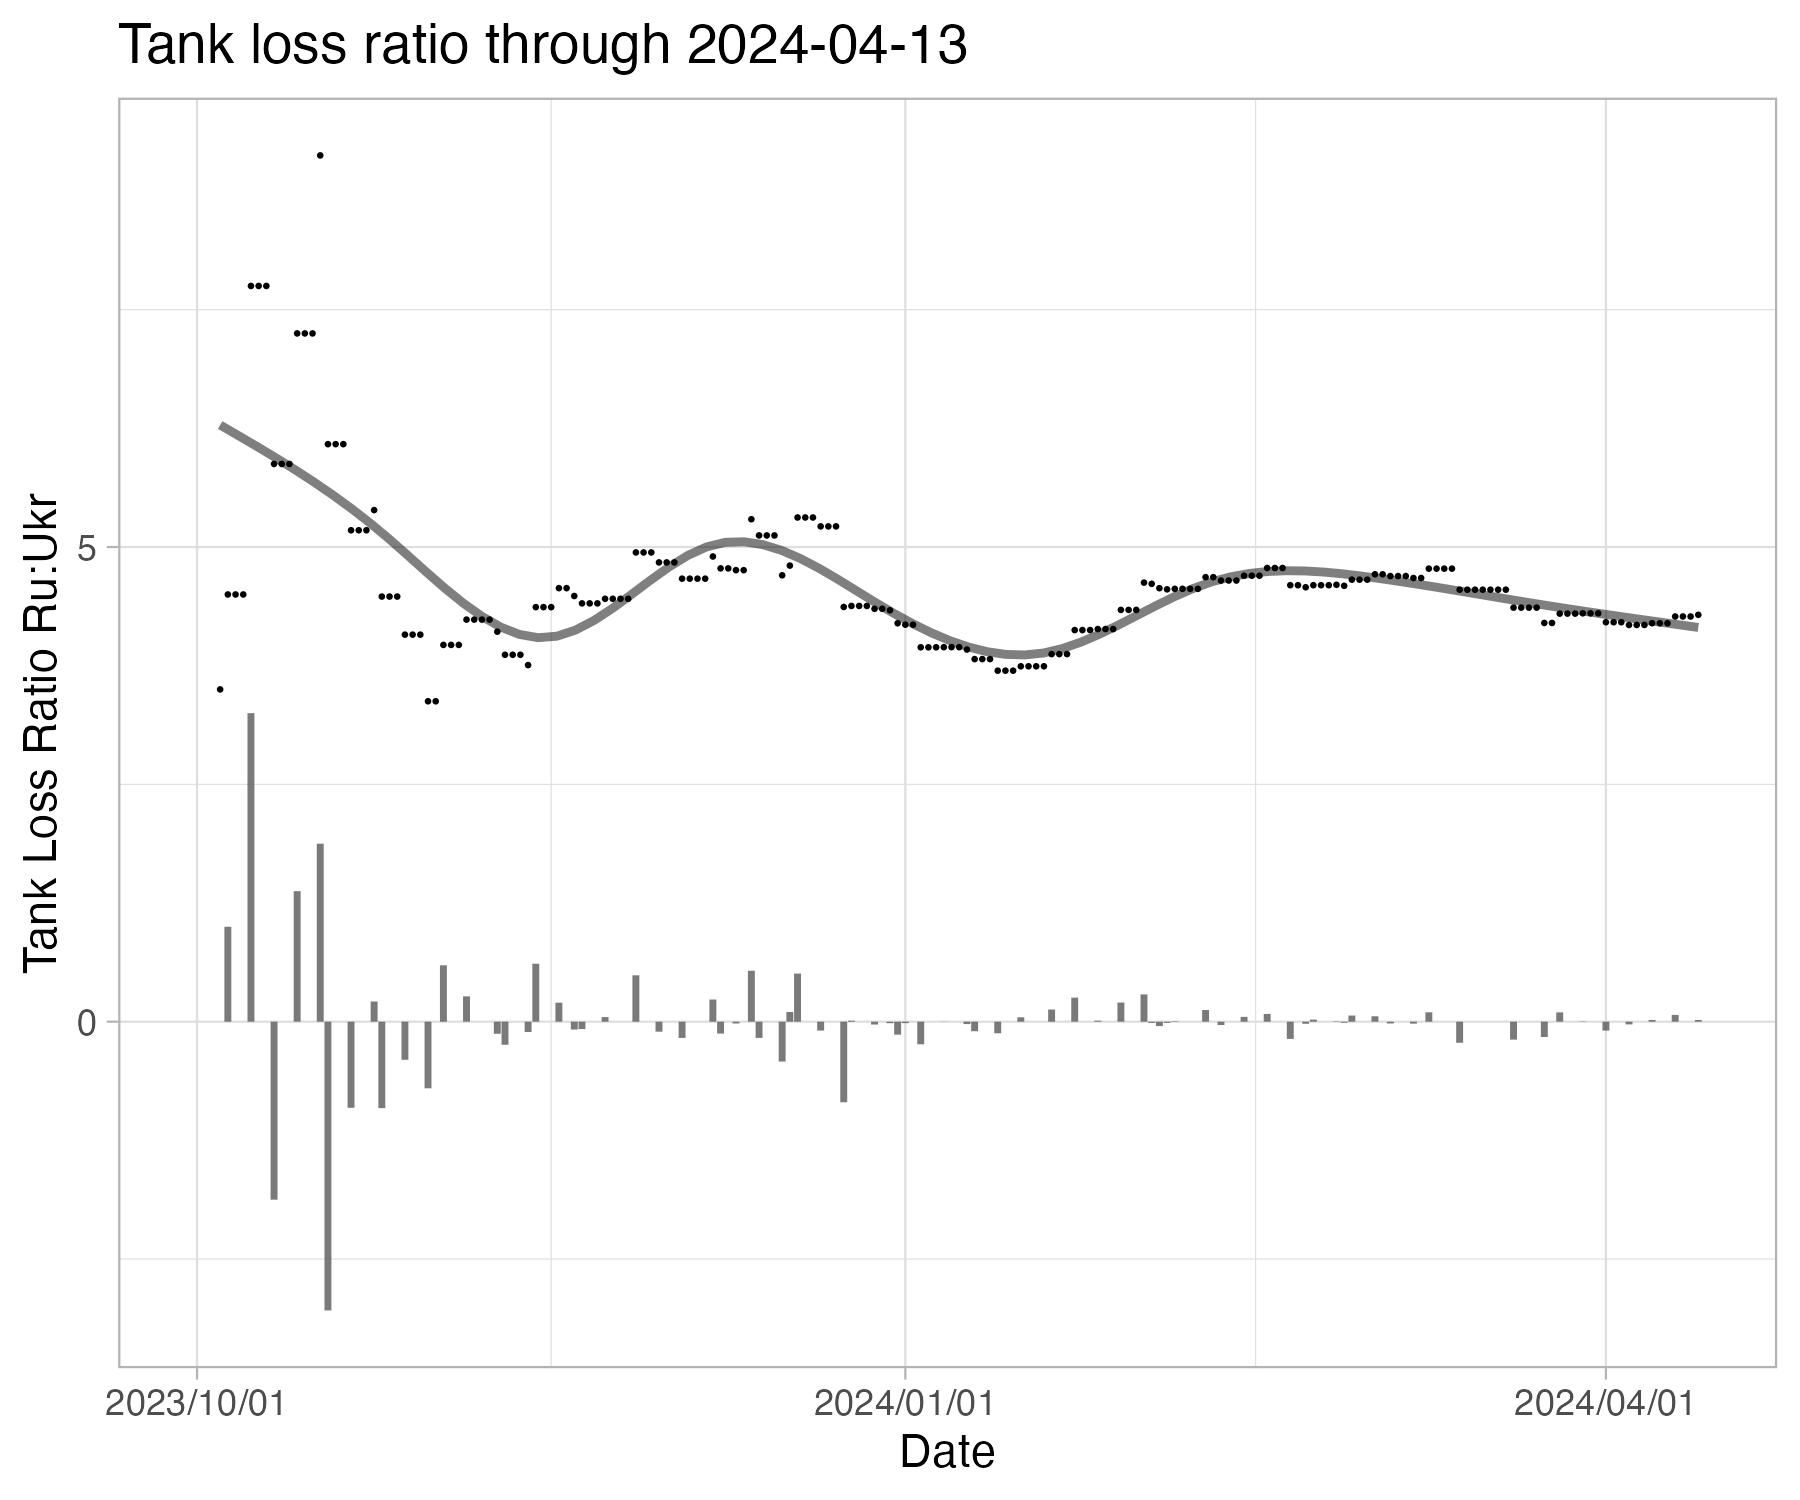 Tank loss ratio through 2024-04-13
Tank Loss Ratio Ru:Ukr
5
0
2023/10/01
2024/01/01
2024/04/01
Date